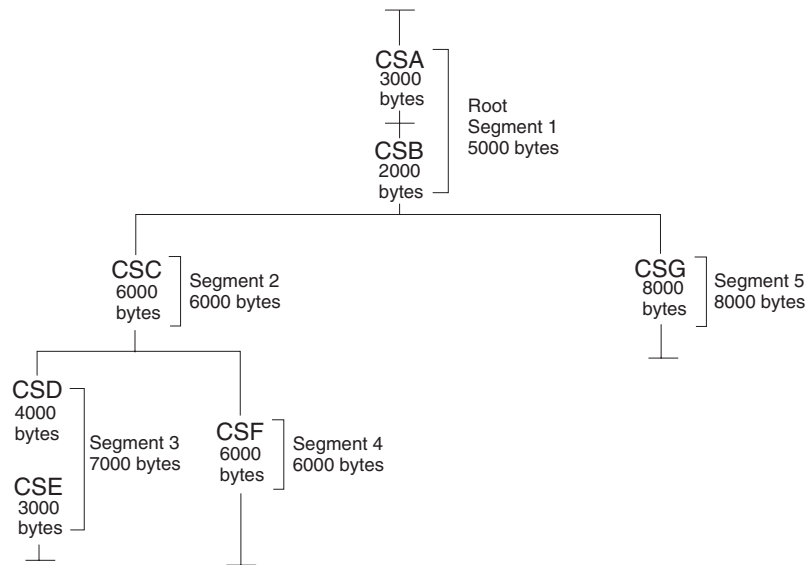 CSA
3000
bytes
CSB
2000
bytes
Root
Segment 1
5000 bytes
CSC
6000
bytes
Segment 2
6000 bytes
CSG
8000
bytes
Segment 5
8000 bytes
CSD
4000
bytes
CSE
3000
bytes
Segment 3
7000 bytes
CSF
6000
bytes
Segment 4
6000 bytes